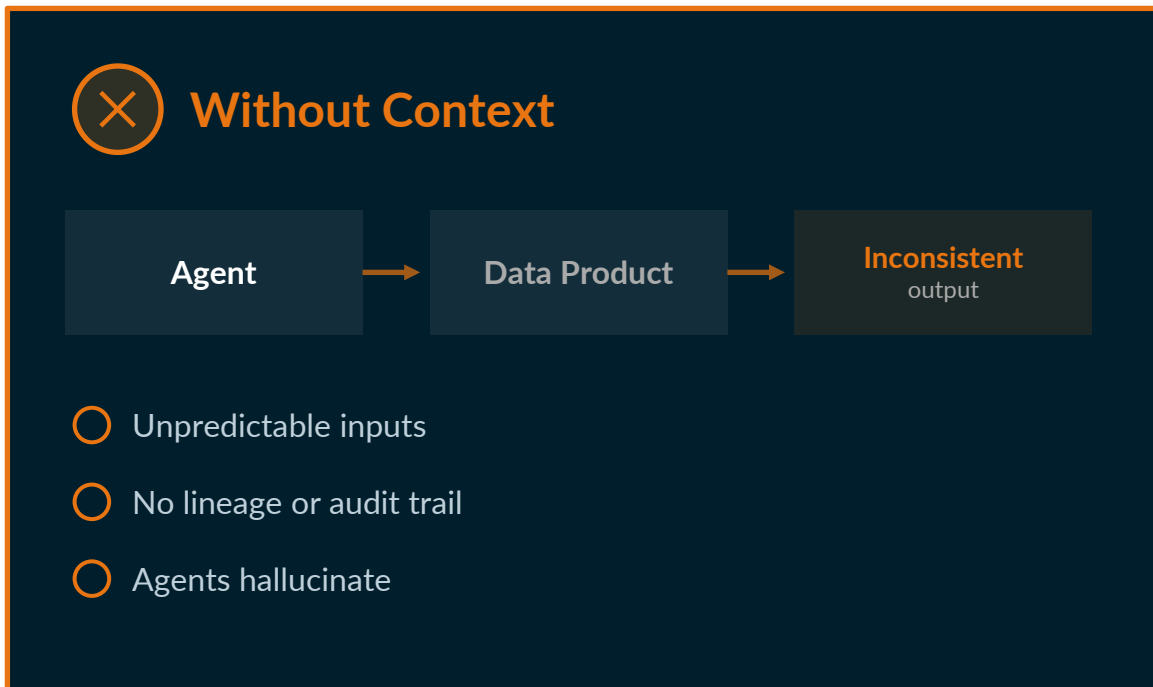 Without Context
Agent
Data Product
Inconsistent
output
Unpredictable inputs
No lineage or audit trail
Agents hallucinate